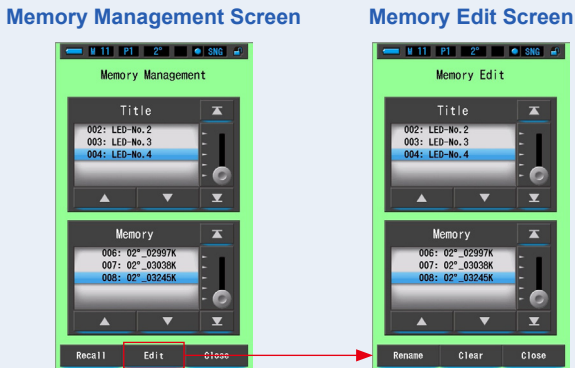 Memory Management Screen
M 11 P1 2° SNG
Memory Management
Title
002: LED-No.2
003: LED-No.3
004: LED-No.4
Memory
006: 02°_02997K
007: 02°_03038K
008: 02°_03245K
Recall Edit Close
Memory Edit Screen
M 11 P1 2° SNG
Memory Edit
Title
002: LED-No.2
003: LED-No.3
004: LED-No.4
Memory
006: 02°_02997K
007: 02°_03038K
008: 02°_03245K
Rename Clear Close